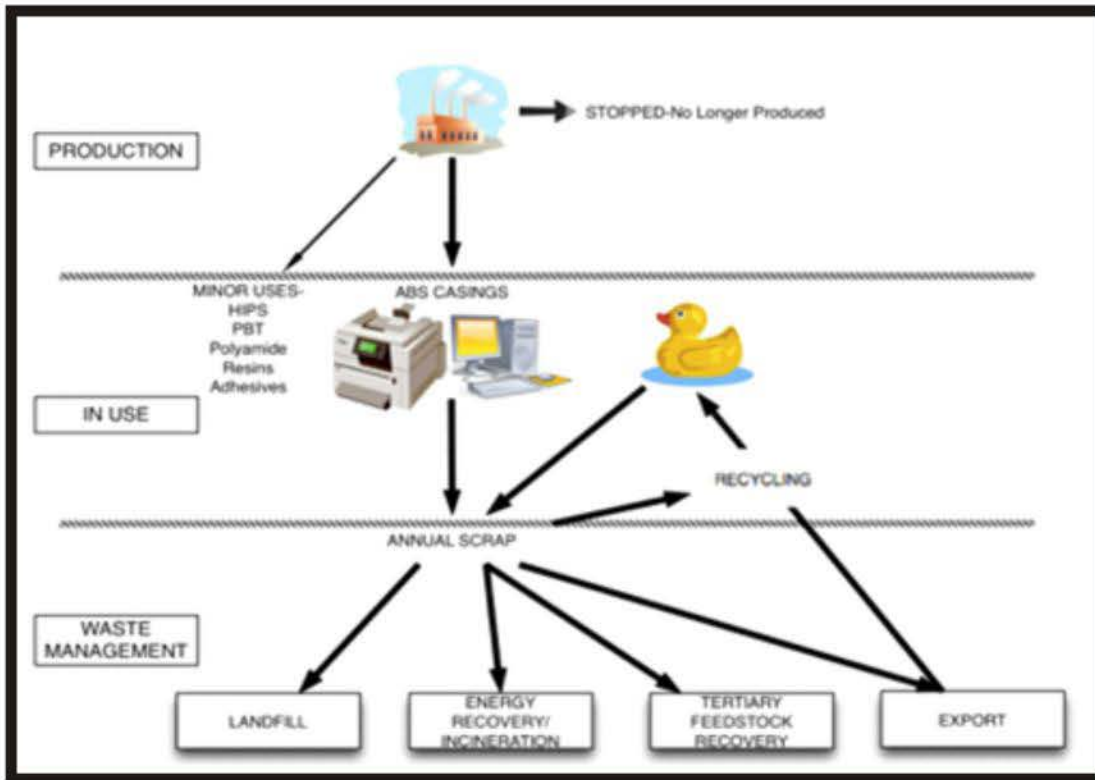 STOPPED-No Longer Produced
PRODUCTION
MINOR USES-
HIPS
PBT
Polyamide
Resins
Adhesives
ABS CASINGS
IN USE
RECYCLING
ANNUAL SCRAP
WASTE
MANAGEMENT
LANDFILL
ENERGY
RECOVERY/
INCINERATION
TERTIARY
FEEDSTOCK
RECOVERY
EXPORT